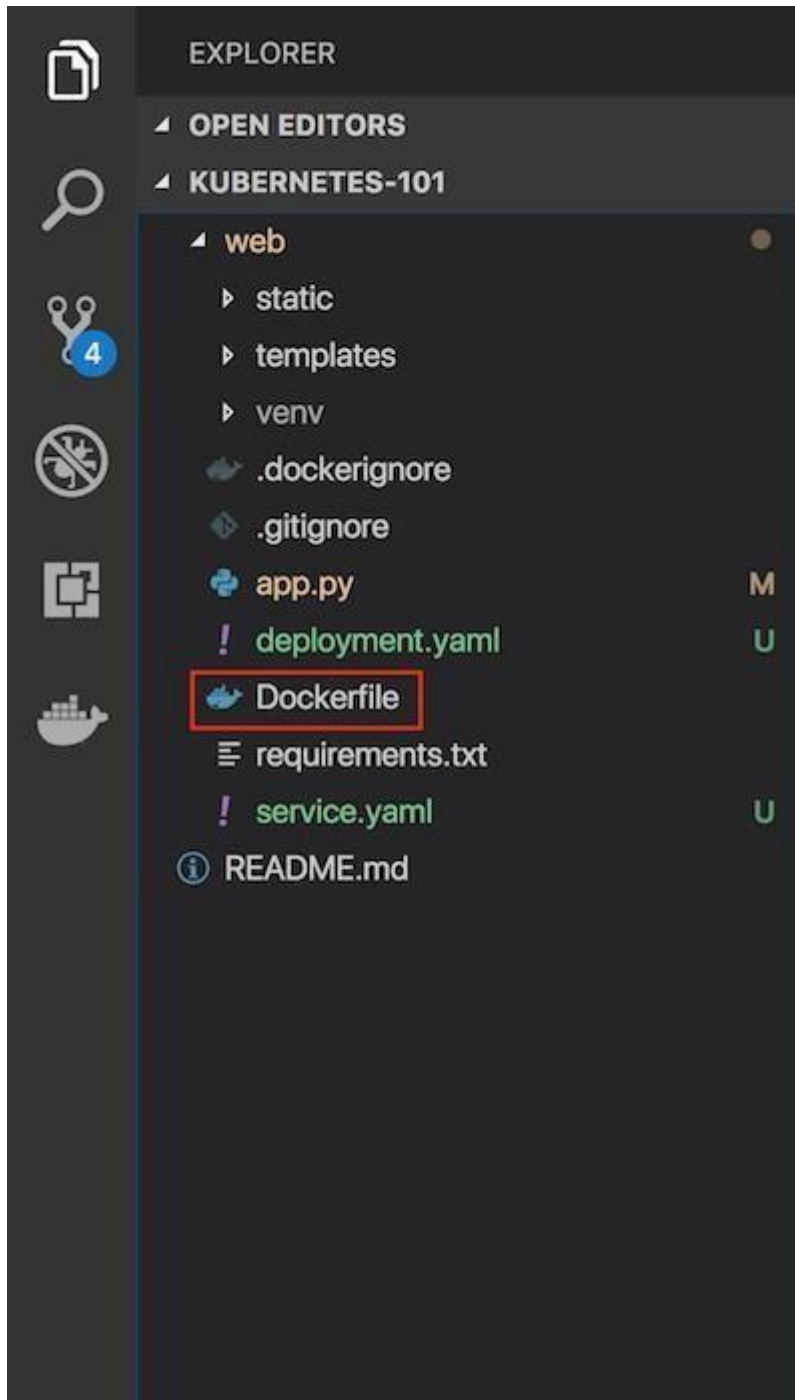 EXPLORER
OPEN EDITORS
KUBERNETES-101
web
static
templates
4
venv
.dockerignore
.gitignore
app.py M
deployment.yaml U
Dockerfile
requirements.txt
service.yaml U
README.md